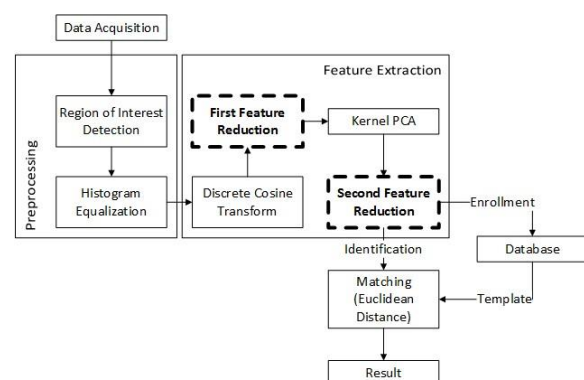 Data Acquisition
Preprocessing
Region of Interest
Detection
Histogram
Equalization
Feature Extraction
First Feature
Reduction
Kernel PCA
Discrete Cosine
Transform
Second Feature
Reduction
Enrollment
Identification
Database
Matching
(Euclidean
Distance)
Template
Result